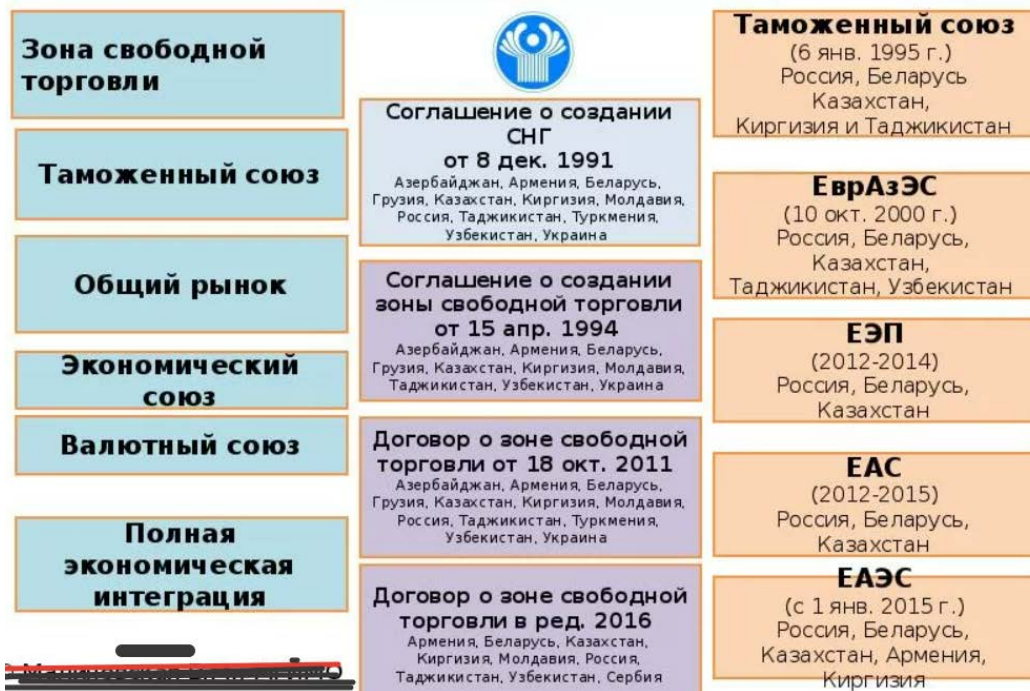 Зона свободной
торговли
Таможенный союз
Общий рынок
Экономический
союз
Валютный союз
Полная
экономическая
интеграция
Соглашение о создании
СНГ
от 8 дек. 1991
Азербайджан, Армения, Беларусь,
Грузия, Казахстан, Киргизия, Молдавия,
Россия, Таджикистан, Туркмения,
Узбекистан, Украина
Соглашение о создании
зоны свободной торговли
от 15 апр. 1994
Азербайджан, Армения, Беларусь,
Грузия, Казахстан, Киргизия, Молдавия,
Таджикистан, Узбекистан, Украина
Договор о зоне свободной
торговли от 18 окт. 2011
Азербайджан, Армения, Беларусь,
Грузия, Казахстан, Киргизия, Молдавия,
Россия, Таджикистан, Туркмения,
Узбекистан, Украина
Договор о зоне свободной
торговли в ред. 2016
Армения, Беларусь, Казахстан,
Киргизия, Молдавия, Россия,
Таджикистан, Узбекистан, Сербия
Таможенный союз
(6 янв. 1995 г.)
Россия, Беларусь
Казахстан,
Киргизия и Таджикистан
ЕврАзЭС
(10 окт. 2000 г.)
Россия, Беларусь,
Казахстан,
Таджикистан, Узбекистан
ЕЭП
(2012-2014)
Россия, Беларусь,
Казахстан
ЕАС
(2012-2015)
Россия, Беларусь,
Казахстан
ЕАЭС
(с 1 янв. 2015 г.)
Россия, Беларусь,
Казахстан, Армения,
Киргизия